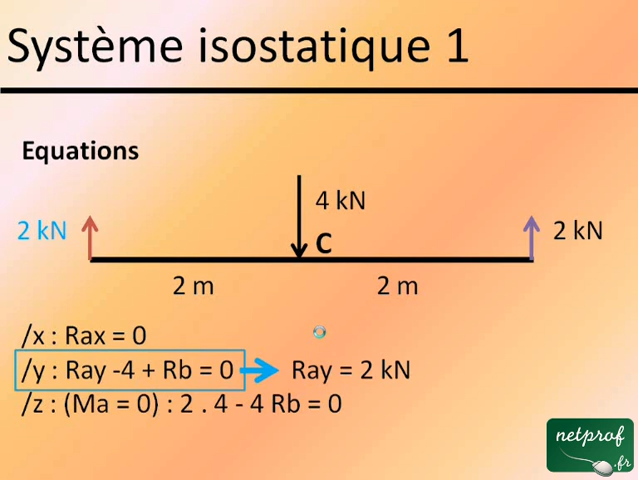 Système isostatique 1
Equations
4 kN
2 kN
C
2 kN
2 m
2 m
/x : Rax = 0
/y : Ray -4 + Rb = 0
Ray = 2 kN
/z : (Ma = 0) : 2 . 4 - 4 Rb = 0
netprof
.fr